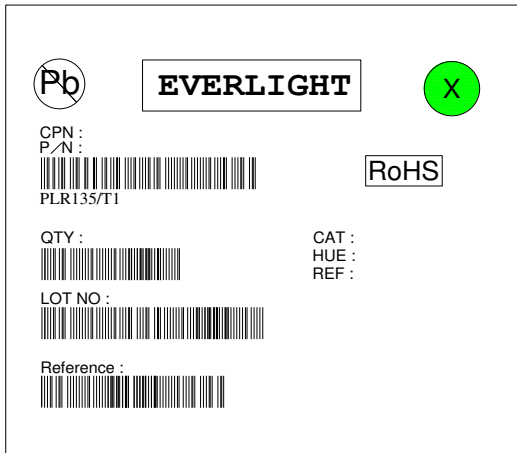 Pb
EVERLIGHT
X
CPN :
P/N :
RoHS
PLR135/T1
QTY :
CAT :
HUE :
REF :
LOT NO :
Reference :